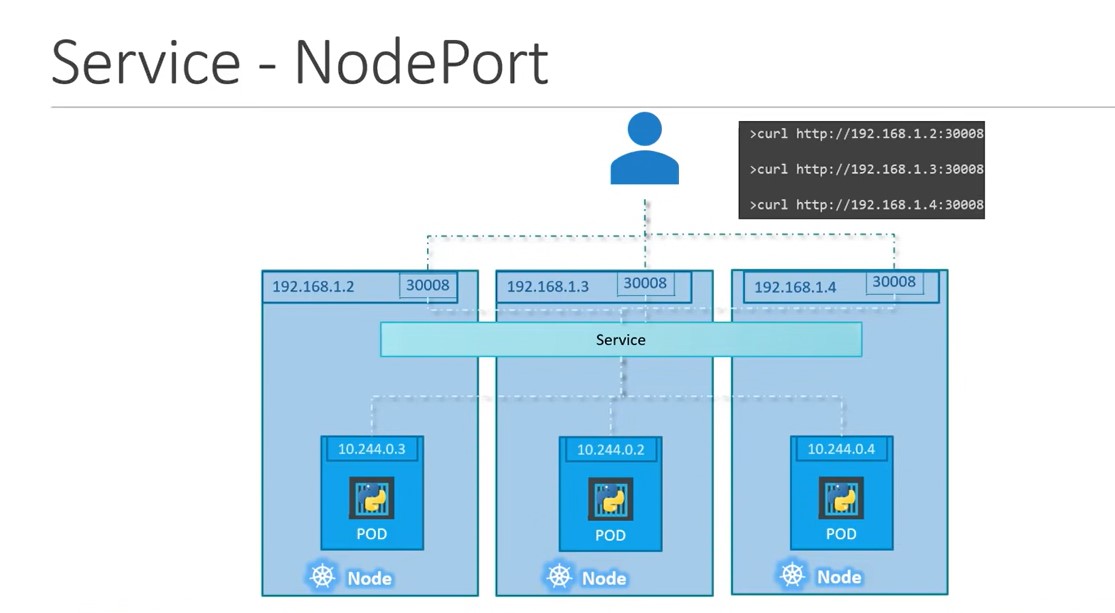 Service - NodePort
>curl http://192.168.1.2:30008
>curl http://192.168.1.3:30008
>curl http://192.168.1.4:30008
192.168.1.2 30008
192.168.1.3 30008
192.168.1.4 30008
Service
10.244.0.3
POD
10.244.0.2
POD
10.244.0.4
POD
Node
Node
Node